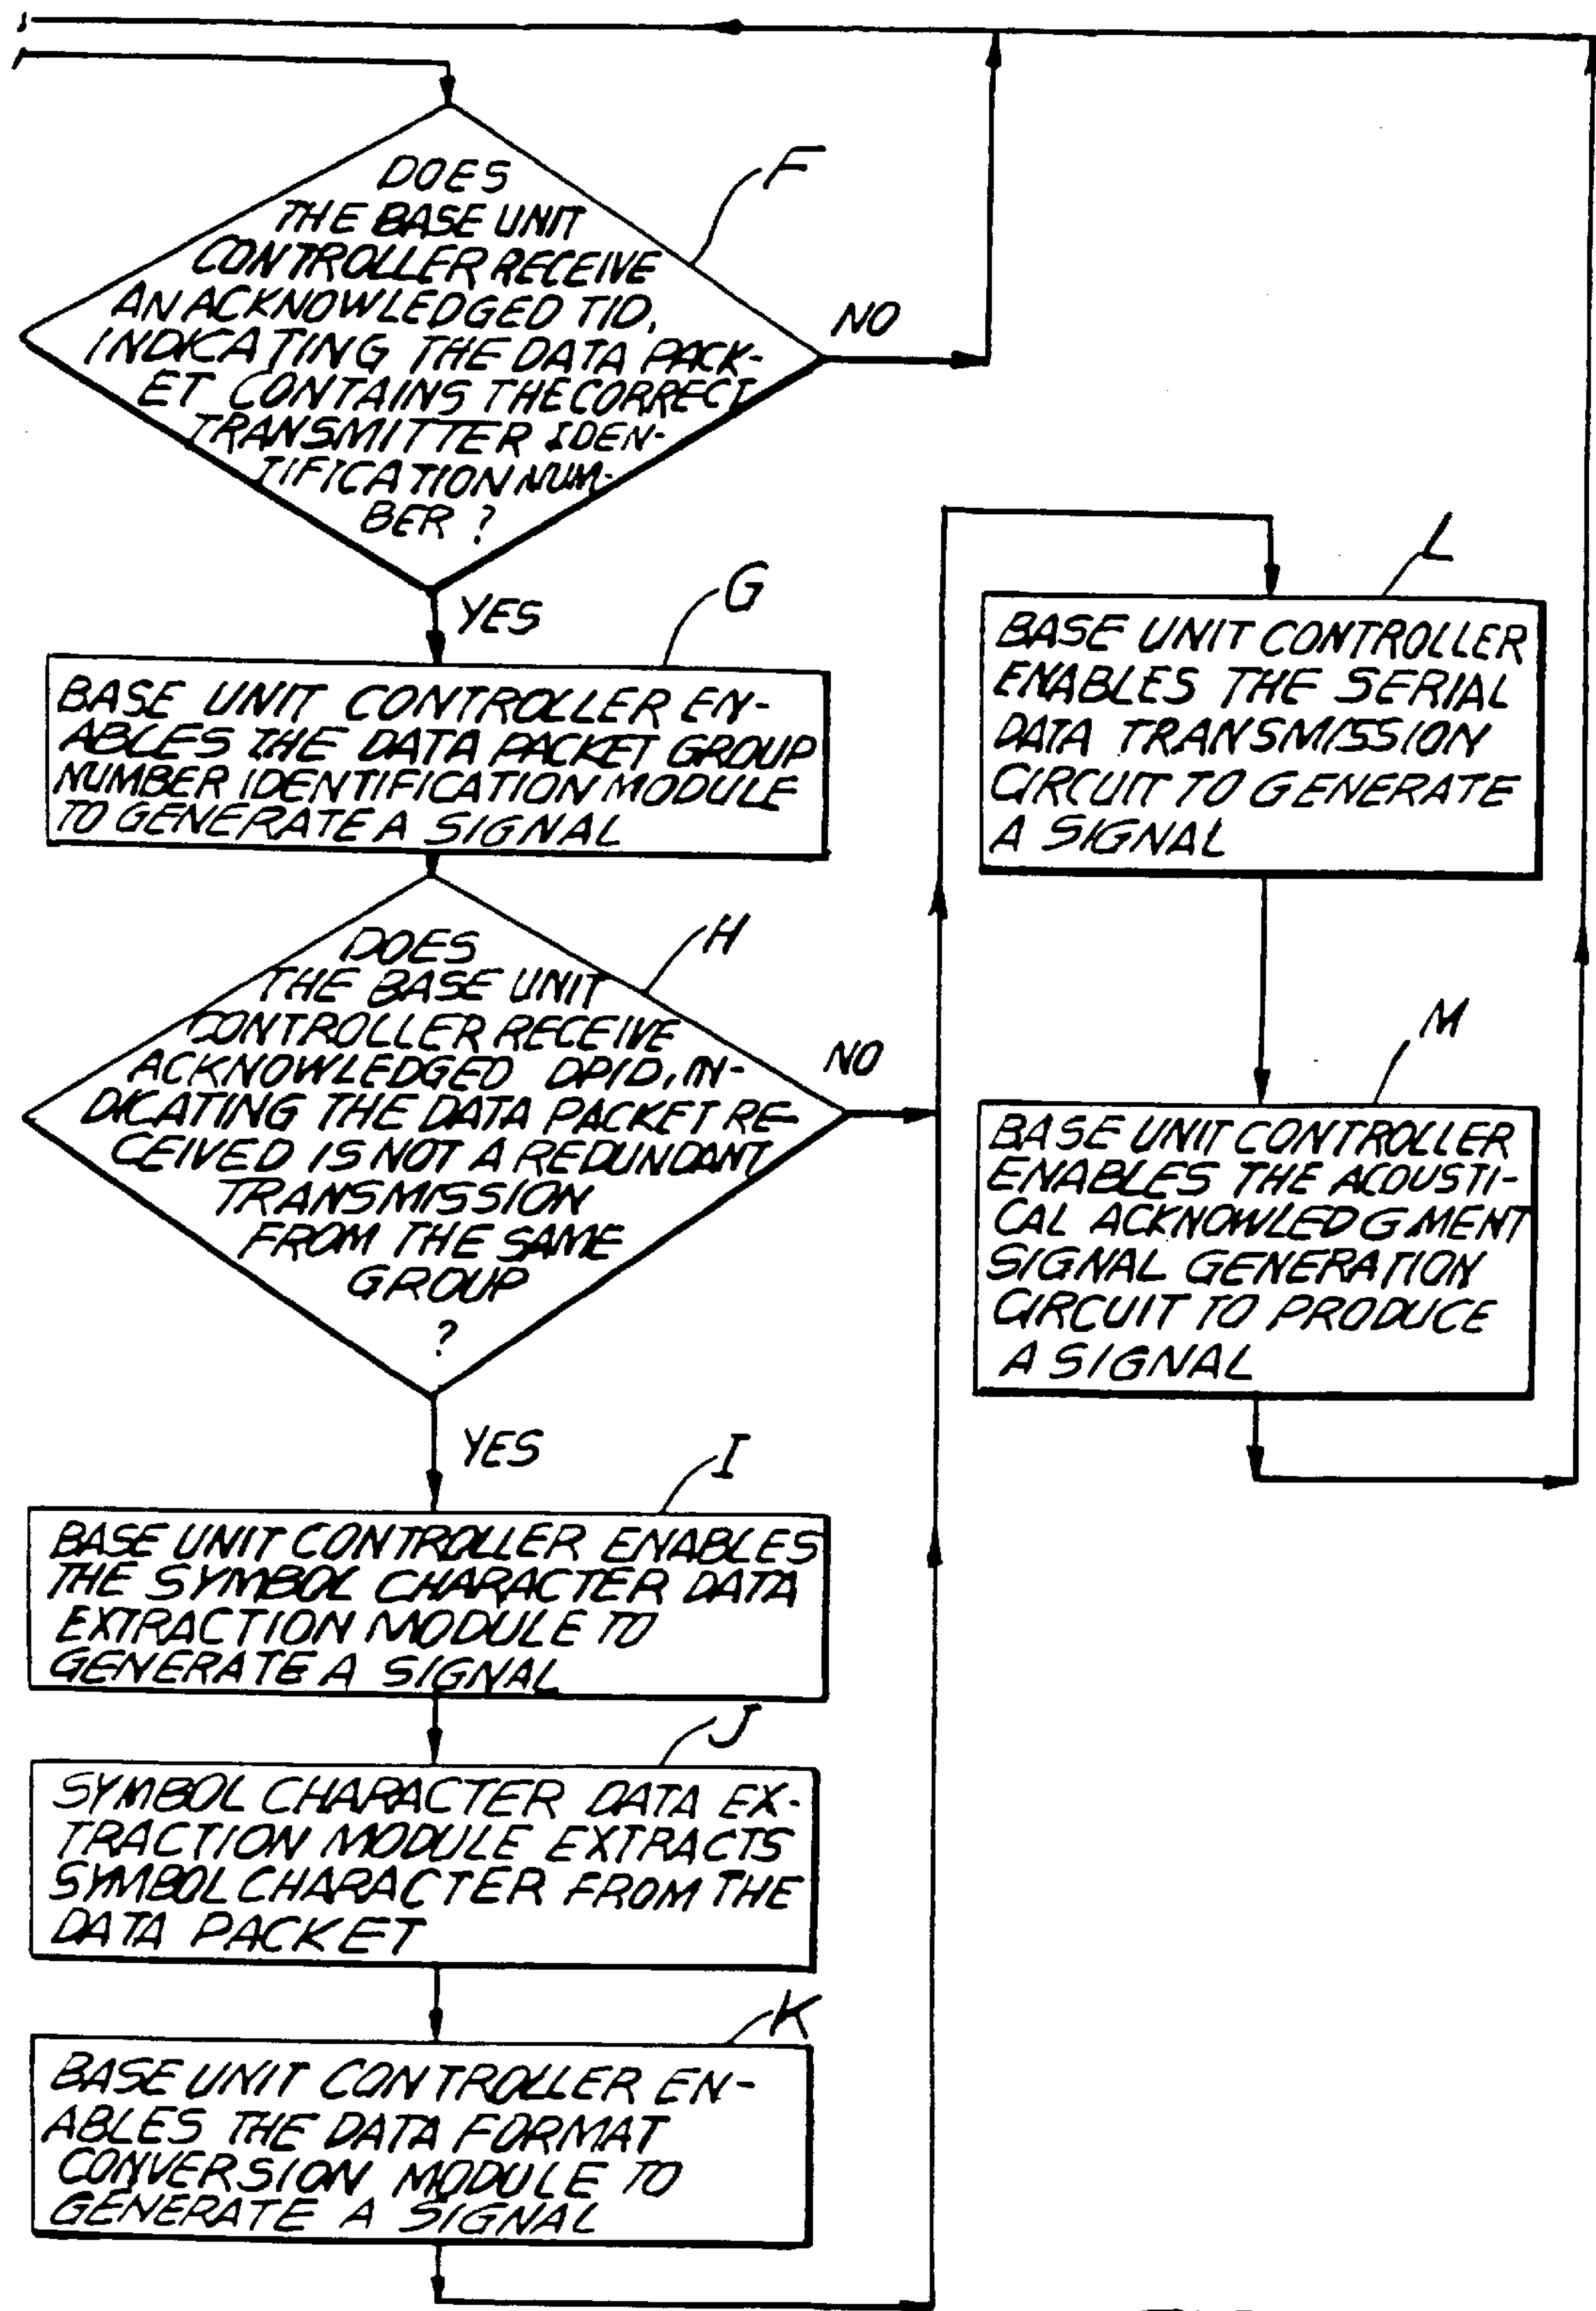 DOES
THE BASE UNIT
CONTROLLER RECEIVE
AN ACKNOWLEDGED TID,
INDICATING THE DATA PACK-
ET CONTAINS THE CORRECT
TRANSMITTER IDEN-
TIFICATION NUM-
BER ?
F
NO
YES
G
BASE UNIT CONTROLLER EN-
ABLES THE DATA PACKET GROUP
NUMBER IDENTIFICATION MODULE
TO GENERATE A SIGNAL
H
DOES
THE BASE UNIT
CONTROLLER RECEIVE
ACKNOWLEDGED DPID, IN-
DICATING THE DATA PACKET RE-
CEIVED IS NOT A REDUNDANT
TRANSMISSION
FROM THE SAME
GROUP
?
NO
YES
I
BASE UNIT CONTROLLER ENABLES
THE SYMBOL CHARACTER DATA
EXTRACTION MODULE TO
GENERATE A SIGNAL
J
SYMBOL CHARACTER DATA EX-
TRACTION MODULE EXTRACTS
SYMBOL CHARACTER FROM THE
DATA PACKET
K
BASE UNIT CONTROLLER EN-
ABLES THE DATA FORMAT
CONVERSION MODULE TO
GENERATE A SIGNAL
L
BASE UNIT CONTROLLER
ENABLES THE SERIAL
DATA TRANSMISSION
CIRCUIT TO GENERATE
A SIGNAL
M
BASE UNIT CONTROLLER
ENABLES THE ACOUSTI-
CAL ACKNOWLEDGMENT
SIGNAL GENERATION
CIRCUIT TO PRODUCE
A SIGNAL